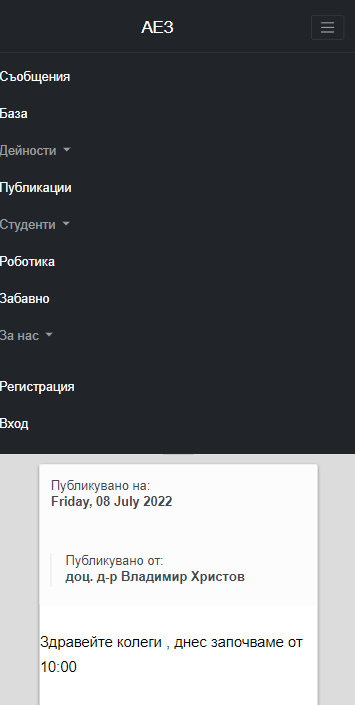 АЕЗ
Съобщения
База
Дейности
Публикации
Студенти
Роботика
Забавно
За нас
Регистрация
Вход
Публикувано на:
Friday, 08 July 2022
Публикувано от:
доц. д-р Владимир Христов
Здравейте колеги , днес започваме от
10:00